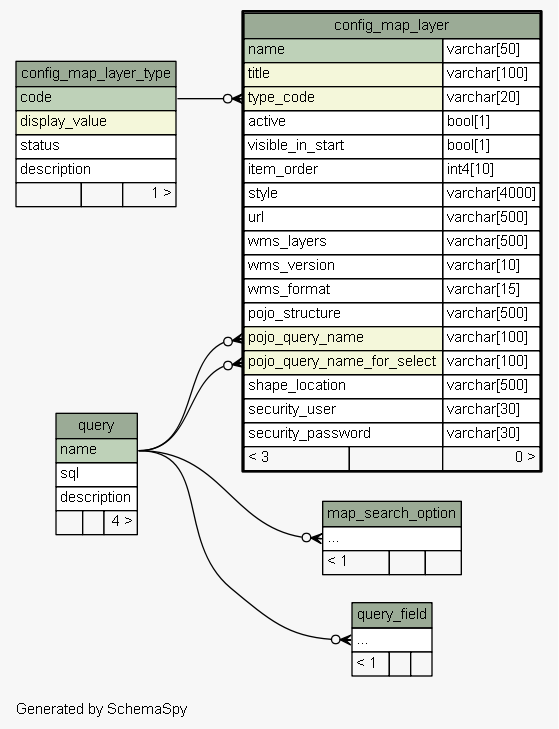 config_map_layer
name varchar[50]
title varchar[100]
type_code varchar[20]
active bool[1]
visible_in_start bool[1]
item_order int4[10]
style varchar[4000]
url varchar[500]
wms_layers varchar[500]
wms_version varchar[10]
wms_format varchar[15]
pojo_structure varchar[500]
pojo_query_name varchar[100]
pojo_query_name_for_select varchar[100]
shape_location varchar[500]
security_user varchar[30]
security_password varchar[30]
< 3 0 >
config_map_layer_type
code
display_value
status
description
1 >
query
name
sql
description
4 >
map_search_option
...
< 1
query_field
...
< 1
Generated by SchemaSpy